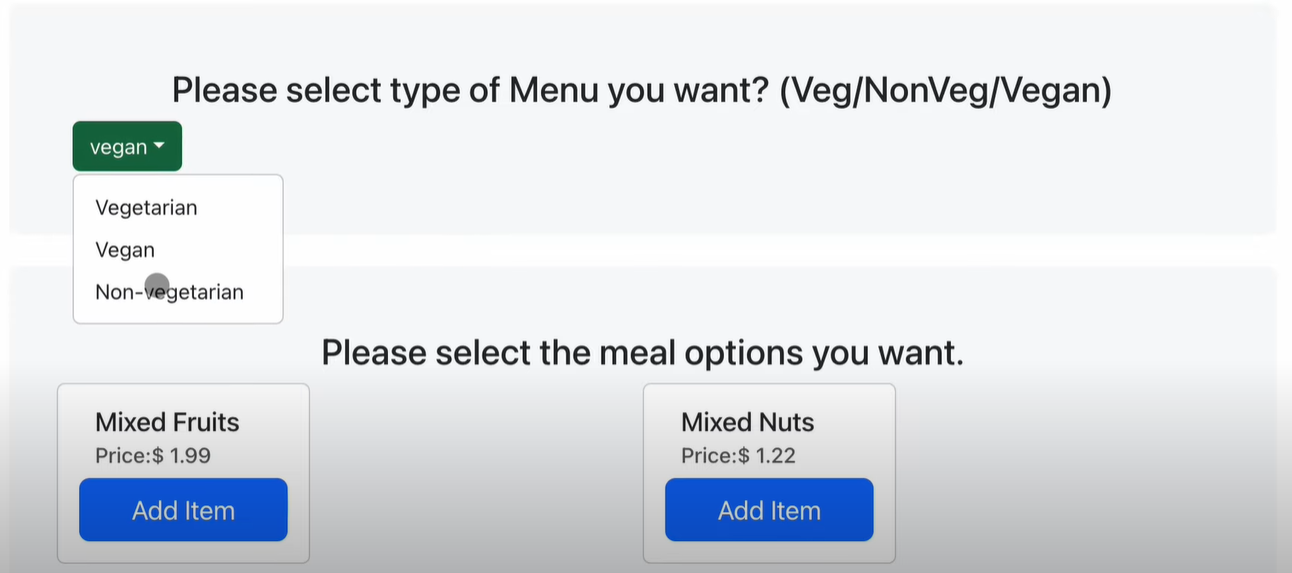 Please select type of Menu you want? (Veg/NonVeg/Vegan)
vegan
Vegetarian
Vegan
Non-vegetarian
Please select the meal options you want.
Mixed Fruits
Price:$ 1.99
Add Item
Mixed Nuts
Price:$ 1.22
Add Item